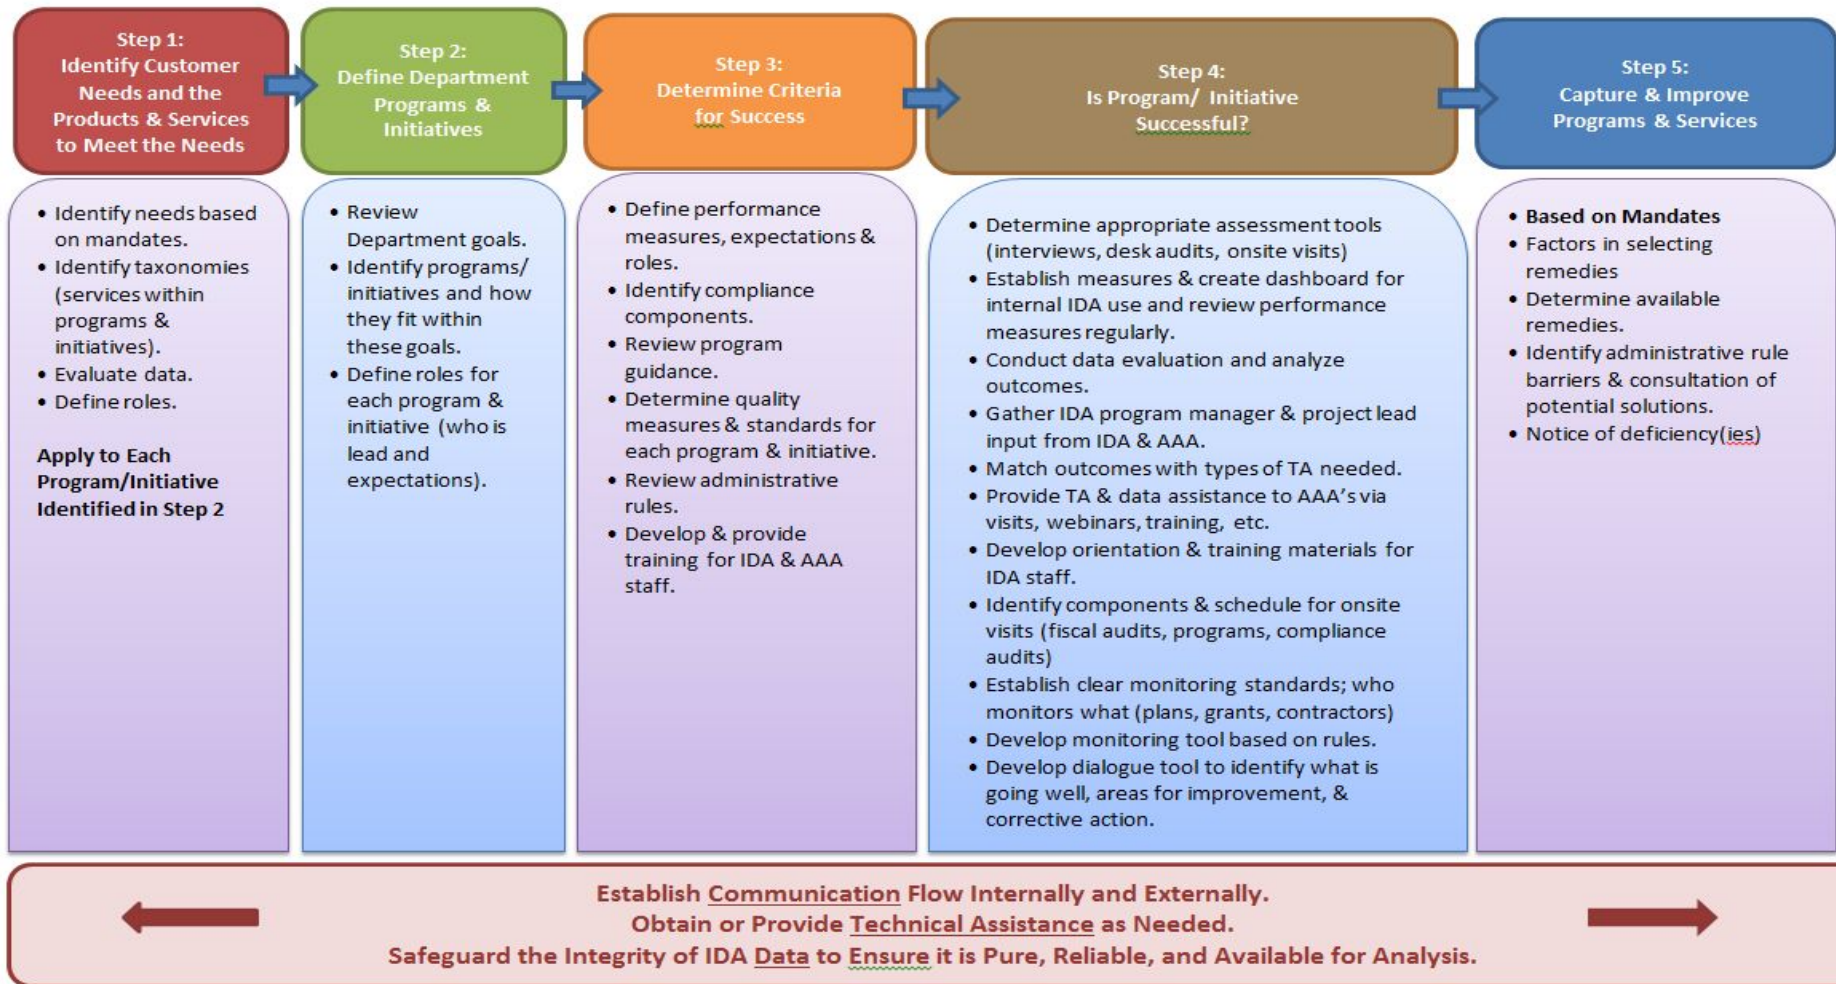 Step 1:
Identify Customer
Needs and the
Products & Services
to Meet the Needs
Step 2:
Define Department
Programs &
Initiatives
Step 3:
Determine Criteria
for Success
Step 4:
Is Program/ Initiative
Successful?
Step 5:
Capture & Improve
Programs & Services
• Identify needs based
on mandates.
• Identify taxonomies
(services within
programs &
initiatives).
• Evaluate data.
• Define roles.
Apply to Each
Program/Initiative
Identified in Step 2
• Review
Department goals.
• Identify programs/
initiatives and how
they fit within
these goals.
• Define roles for
each program &
initiative (who is
lead and
expectations).
• Define performance
measures, expectations &
roles.
• Identify compliance
components.
• Review program
guidance.
• Determine quality
measures & standards for
each program & initiative.
• Review administrative
rules.
• Develop & provide
training for IDA & AAA
staff.
• Determine appropriate assessment tools
(interviews, desk audits, onsite visits)
• Establish measures & create dashboard for
internal IDA use and review performance
measures regularly.
• Conduct data evaluation and analyze
outcomes.
• Gather IDA program manager & project lead
input from IDA & AAA.
• Match outcomes with types of TA needed.
• Provide TA & data assistance to AAA's via
visits, webinars, training, etc.
• Develop orientation & training materials for
IDA staff.
• Identify components & schedule for onsite
visits (fiscal audits, programs, compliance
audits)
• Establish clear monitoring standards; who
monitors what (plans, grants, contractors)
• Develop monitoring tool based on rules.
• Develop dialogue tool to identify what is
going well, areas for improvement, &
corrective action.
• Based on Mandates
• Factors in selecting
remedies
• Determine available
remedies.
• Identify administrative rule
barriers & consultation of
potential solutions.
• Notice of deficiency(ies)
Establish Communication Flow Internally and Externally.
Obtain or Provide Technical Assistance as Needed.
Safeguard the Integrity of IDA Data to Ensure it is Pure, Reliable, and Available for Analysis.